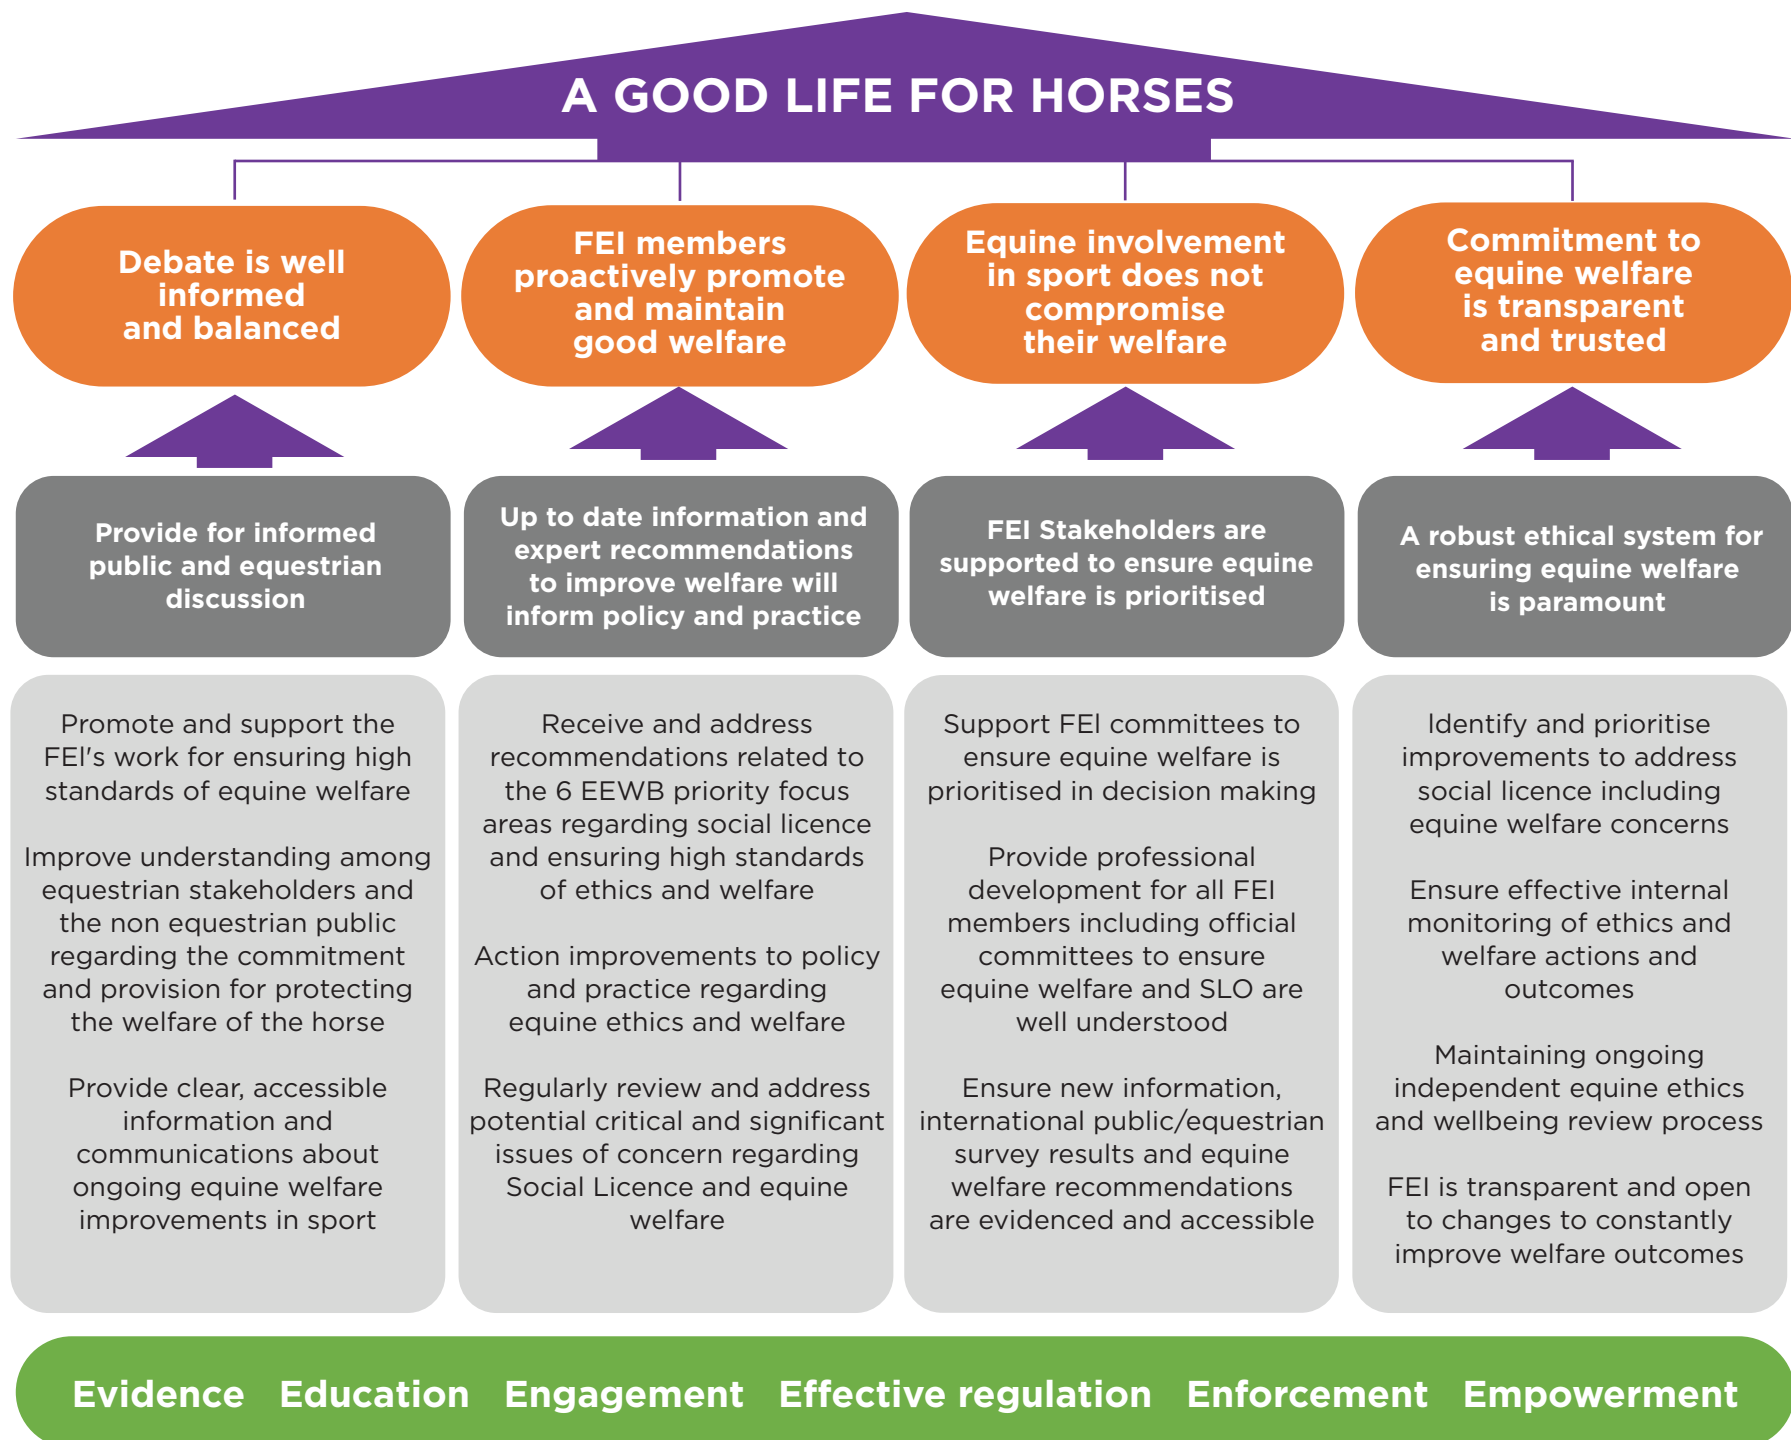 A GOOD LIFE FOR HORSES
Debate is well
informed
and balanced
FEI members
proactively promote
and maintain
good welfare
Equine involvement
in sport does not
compromise
their welfare
Commitment to
equine welfare
is transparent
and trusted
Provide for informed
public and equestrian
discussion
Up to date information and
expert recommendations
to improve welfare will
inform policy and practice
FEI Stakeholders are
supported to ensure equine
welfare is prioritised
A robust ethical system for
ensuring equine welfare
is paramount
Promote and support the
FEI's work for ensuring high
standards of equine welfare
Improve understanding among
equestrian stakeholders and
the non equestrian public
regarding the commitment
and provision for protecting
the welfare of the horse
Provide clear, accessible
information and
communications about
ongoing equine welfare
improvements in sport
Receive and address
recommendations related to
the 6 EEWB priority focus
areas regarding social licence
and ensuring high standards
of ethics and welfare
Action improvements to policy
and practice regarding
equine ethics and welfare
Regularly review and address
potential critical and significant
issues of concern regarding
Social Licence and equine
welfare
Support FEI committees to
ensure equine welfare is
prioritised in decision making
Provide professional
development for all FEI
members including official
committees to ensure
equine welfare and SLO are
well understood
Ensure new information,
international public/equestrian
survey results and equine
welfare recommendations
are evidenced and accessible
Identify and prioritise
improvements to address
social licence including
equine welfare concerns
Ensure effective internal
monitoring of ethics and
welfare actions and
outcomes
Maintaining ongoing
independent equine ethics
and wellbeing review process
FEI is transparent and open
to changes to constantly
improve welfare outcomes
Evidence Education Engagement Effective regulation Enforcement Empowerment